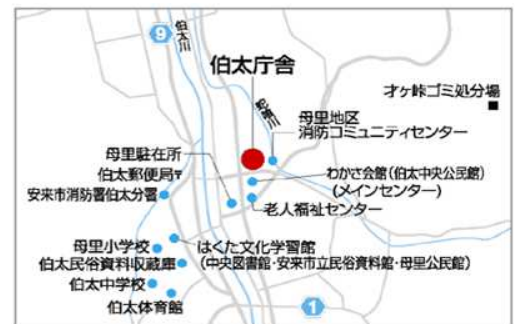 9
伯太川
伯太庁舎
才ヶ峠ゴミ処分場
母里地区
消防コミュニティセンター
母里駐在所
伯太郵便局〒
安来市消防署伯太分署
わかさ会館(伯太中央公民館)
(メインセンター)
老人福祉センター
母里小学校
はくた文化学習館
(中央図書館・安来市立民俗資料館・母里公民館)
伯太民俗資料収蔵庫
伯太中学校
伯太体育館
1